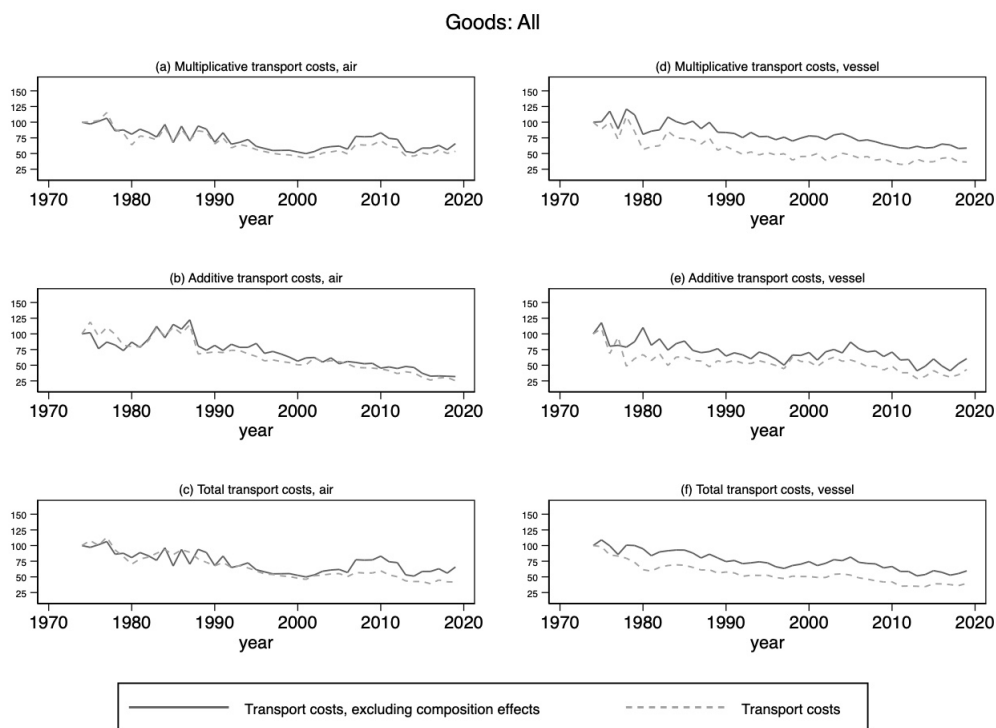 Goods: All
(a) Multiplicative transport costs, air
150
125
100
75
50
25
1970 1980 1990 2000 2010 2020
year
(d) Multiplicative transport costs, vessel
150
125
100
75
50
25
1970 1980 1990 2000 2010 2020
year
(b) Additive transport costs, air
150
125
100
75
50
25
1970 1980 1990 2000 2010 2020
year
(e) Additive transport costs, vessel
150
125
100
75
50
25
1970 1980 1990 2000 2010 2020
year
(c) Total transport costs, air
150
125
100
75
50
25
1970 1980 1990 2000 2010 2020
year
(f) Total transport costs, vessel
150
125
100
75
50
25
1970 1980 1990 2000 2010 2020
year
Transport costs, excluding composition effects
Transport costs